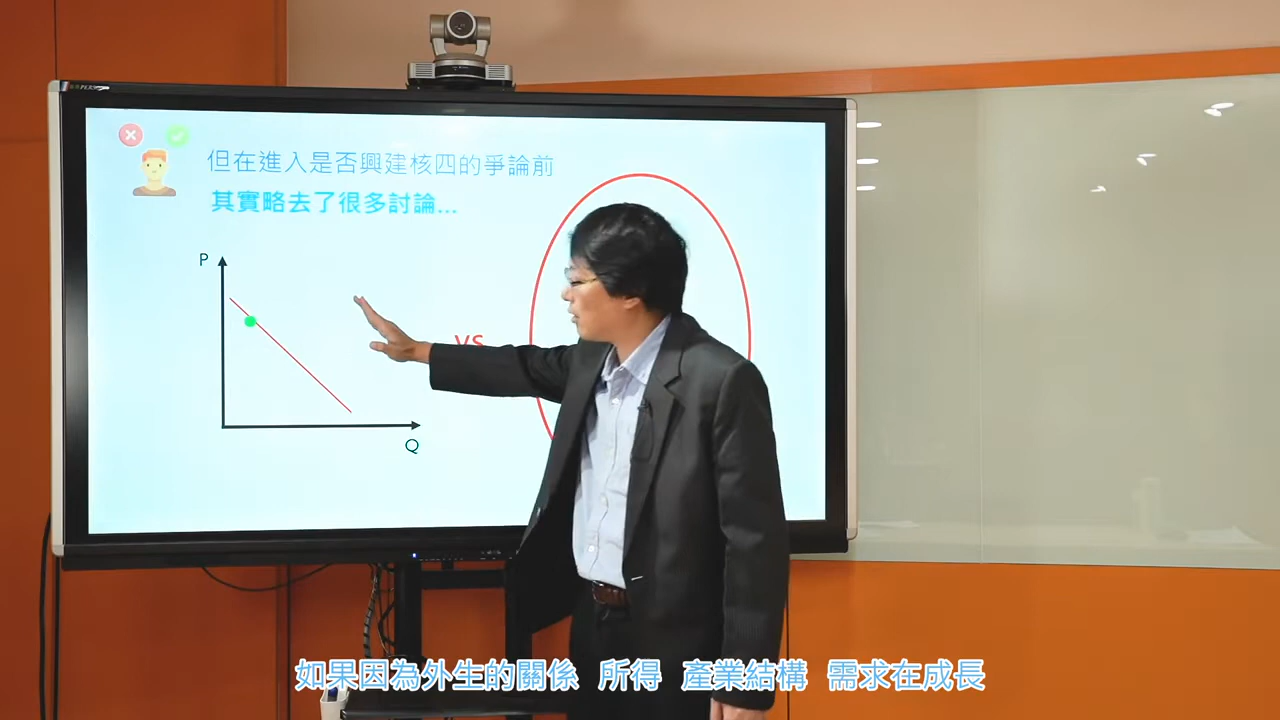 但在進入是否興建核四的爭論前
其實略去了很多討論...
P
vs
Q
如果因為外生的關係 所得 產業結構 需求在成長